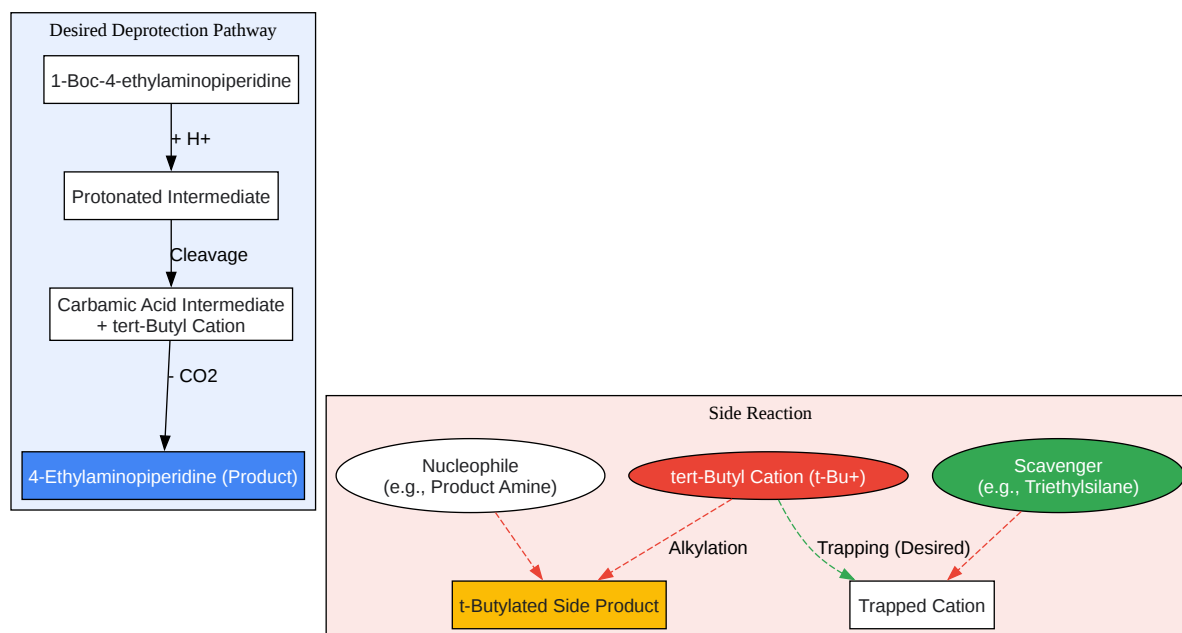 Desired Deprotection Pathway
1-Boc-4-ethylaminopiperidine
+ H+
Protonated Intermediate
Cleavage
Carbamic Acid Intermediate
+ tert-Butyl Cation
- CO2
4-Ethylaminopiperidine (Product)
Side Reaction
Nucleophile
(e.g., Product Amine)
tert-Butyl Cation (t-Bu+)
Scavenger
(e.g., Triethylsilane)
Alkylation
Trapping (Desired)
t-Butylated Side Product
Trapped Cation